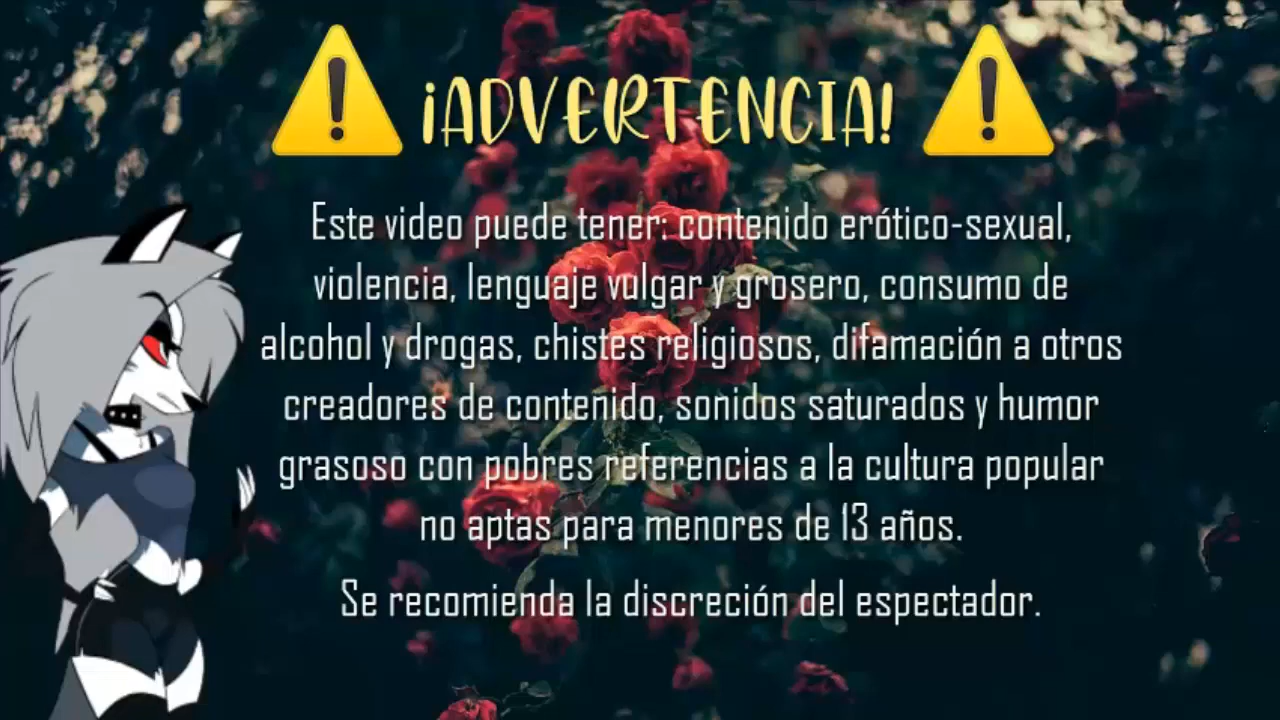 ¡ADVERTENCIA!
Este video puede tener: contenido erótico-sexual,
violencia, lenguaje vulgar y grosero, consumo de
alcohol y drogas, chistes religiosos, difamación a otros
creadores de contenido, sonidos saturados y humor
grasoso con pobres referencias a la cultura popular
no aptas para menores de 13 años.
Se recomienda la discreción del espectador.